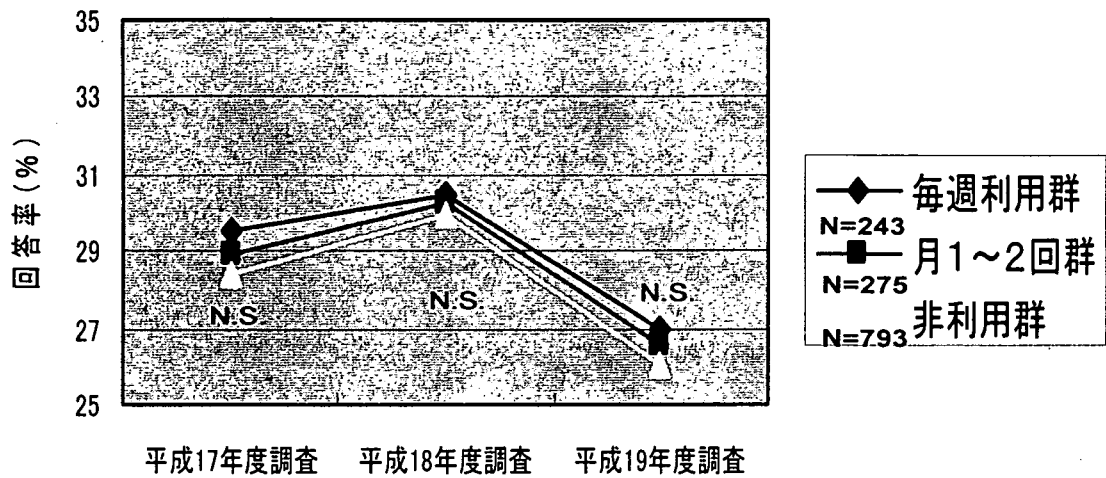 35
33
31
29
27
25
回答率(%)
N.S
N.S.
N.S.
平成17年度調査
平成18年度調査
平成19年度調査
毎週利用群
N=243
月1~2回群
N=275
非利用群
N=793